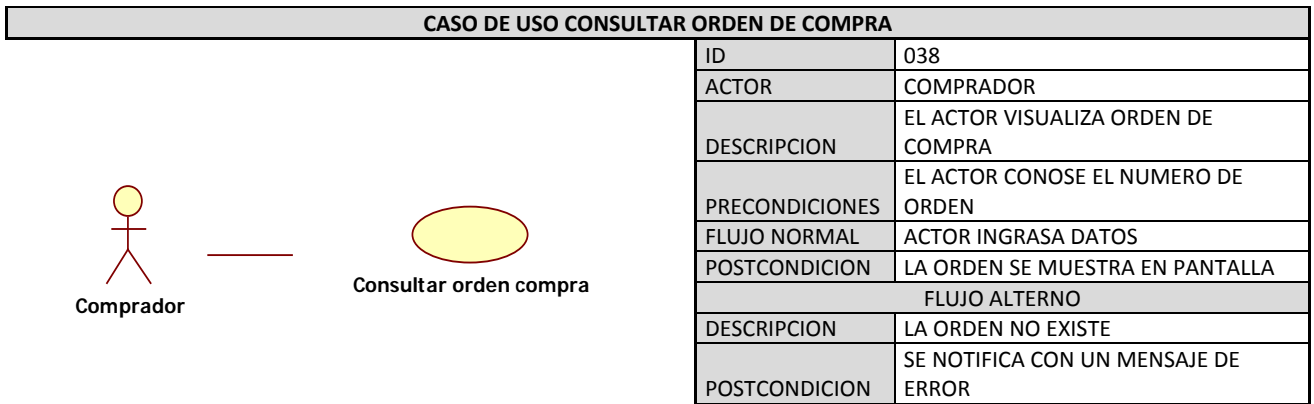 CASO DE USO CONSULTAR ORDEN DE COMPRA
ID 038
ACTOR COMPRADOR
EL ACTOR VISUALIZA ORDEN DE
DESCRIPCION COMPRA
EL ACTOR CONOSE EL NUMERO DE
PRECONDICIONES ORDEN
FLUJO NORMAL ACTOR INGRASA DATOS
POSTCONDICION LA ORDEN SE MUESTRA EN PANTALLA
FLUJO ALTERNO
DESCRIPCION LA ORDEN NO EXISTE
SE NOTIFICA CON UN MENSAJE DE
POSTCONDICION ERROR
Comprador
Consultar orden compra